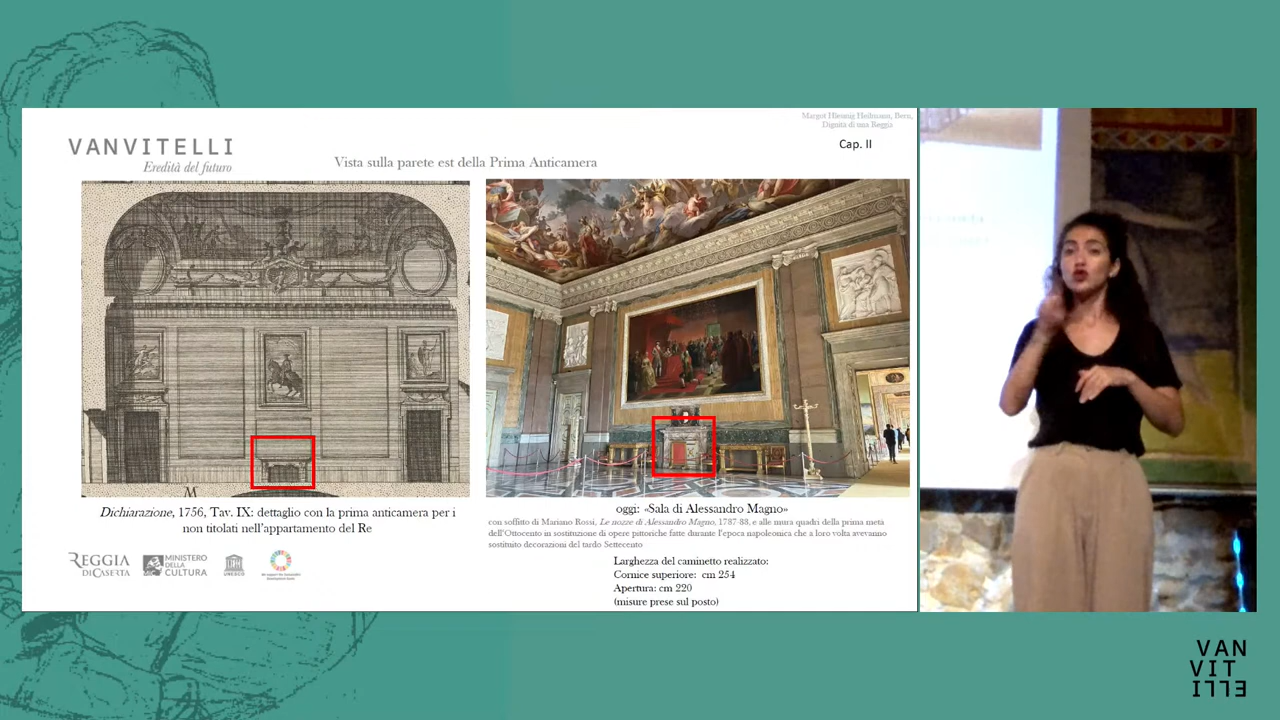 Margot Hleunig Heilmann, Bern,
Dignità di una Reggia
Cap. II
VANVITELLI
Eredità del futuro
Vista sulla parete est della Prima Anticamera
M
Dichiarazione, 1756, Tav. IX: dettaglio con la prima anticamera per i
non titolati nell'appartamento del Re
oggi: «Sala di Alessandro Magno»
con soffitto di Mariano Rossi, Le nozze di Alessandro Magno, 1787-88, e alle mura quadri della prima metà
dell'Ottocento in sostituzione di opere pittoriche fatte durante l'epoca napoleonica che a loro volta avevanno
sostituito decorazioni del tardo Settecento
Larghezza del caminetto realizzato:
Cornice superiore: cm 254
Apertura: cm 220
(misure prese sul posto)
REGGIA
DI CASERTA
MINISTERO
DELLA
CULTURA
UNESCO
VAN
VIT
ELLI